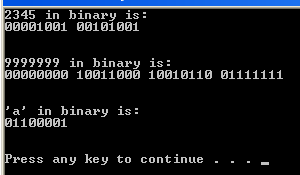 2345 in binary is:
00001001 00101001
9999999 in binary is:
00000000 10011000 10010110 01111111
'a' in binary is:
01100001
Press any key to continue . . . _